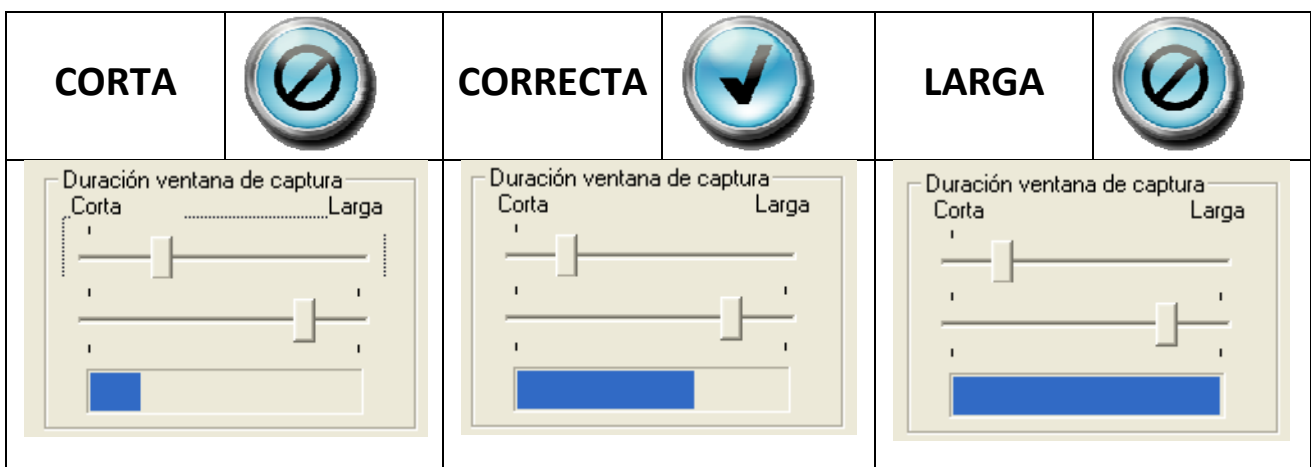 CORTA
CORRECTA
LARGA
Duración ventana de captura
Corta Larga
Duración ventana de captura
Corta Larga
Duración ventana de captura
Corta Larga